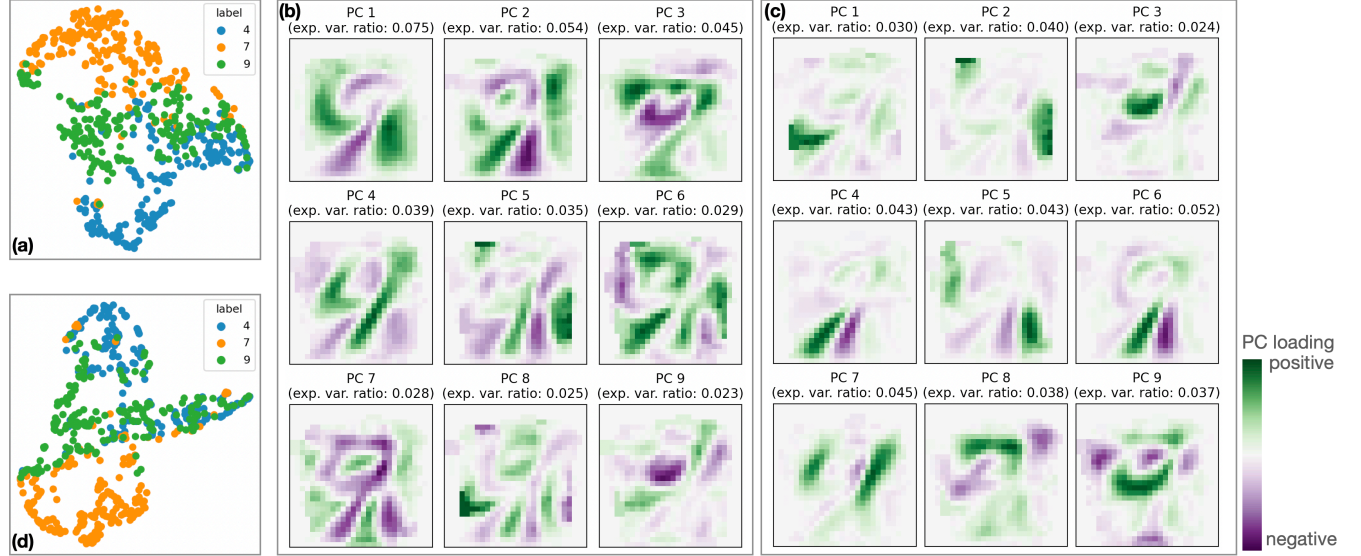 label
4
7
9
(a)
(b)
PC 1
(exp. var. ratio: 0.075)
PC 2
(exp. var. ratio: 0.054)
PC 3
(exp. var. ratio: 0.045)
PC 4
(exp. var. ratio: 0.039)
PC 5
(exp. var. ratio: 0.035)
PC 6
(exp. var. ratio: 0.029)
PC 7
(exp. var. ratio: 0.028)
PC 8
(exp. var. ratio: 0.025)
PC 9
(exp. var. ratio: 0.023)
(c)
PC 1
(exp. var. ratio: 0.030)
PC 2
(exp. var. ratio: 0.040)
PC 3
(exp. var. ratio: 0.024)
PC 4
(exp. var. ratio: 0.043)
PC 5
(exp. var. ratio: 0.043)
PC 6
(exp. var. ratio: 0.052)
PC 7
(exp. var. ratio: 0.045)
PC 8
(exp. var. ratio: 0.038)
PC 9
(exp. var. ratio: 0.037)
label
4
7
9
(d)
PC loading
positive
negative